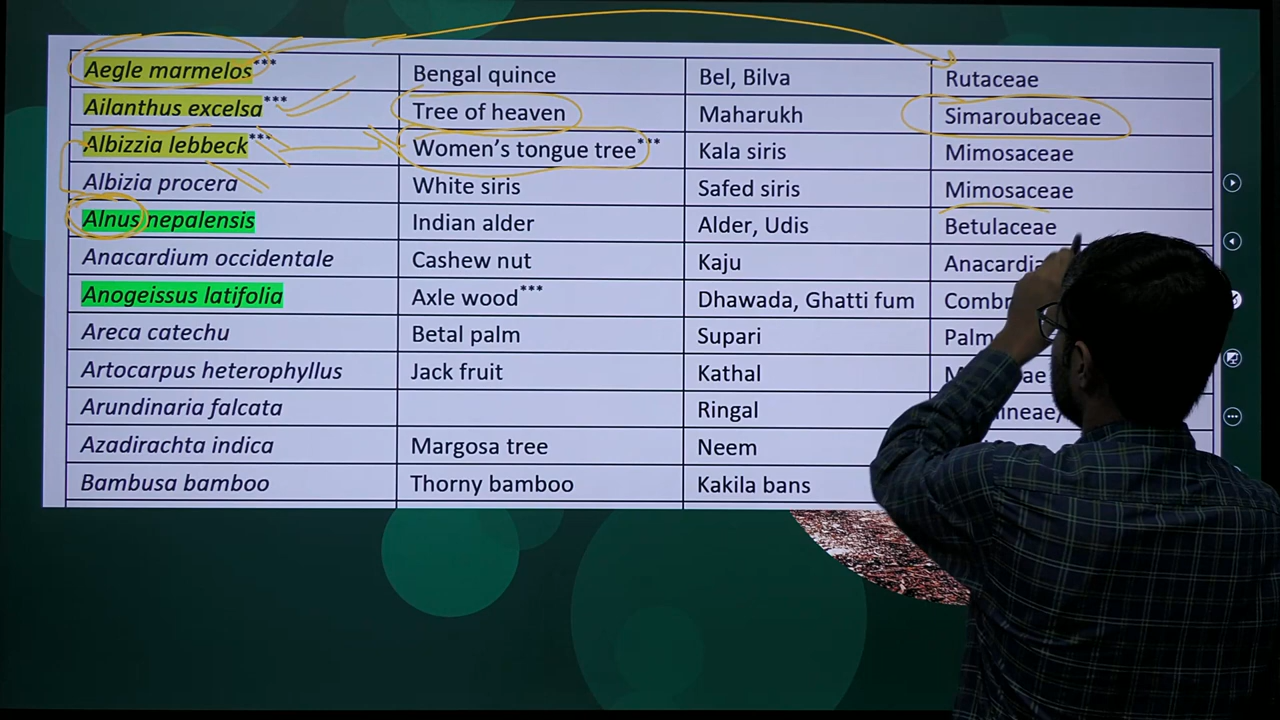 Aegle marmelos*** Bengal quince Bel, Bilva Rutaceae
Ailanthus excelsa*** Tree of heaven Maharukh Simaroubaceae
Albizzia lebbeck*** Women's tongue tree*** Kala siris Mimosaceae
Albizia procera White siris Safed siris Mimosaceae
Alnus nepalensis Indian alder Alder, Udis Betulaceae
Anacardium occidentale Cashew nut Kaju
Anogeissus latifolia Axle wood*** Dhawada, Ghatti fum
Areca catechu Betal palm Supari
Artocarpus heterophyllus Jack fruit Kathal
Arundinaria falcata Ringal
Azadirachta indica Margosa tree Neem
Bambusa bamboo Thorny bamboo Kakila bans